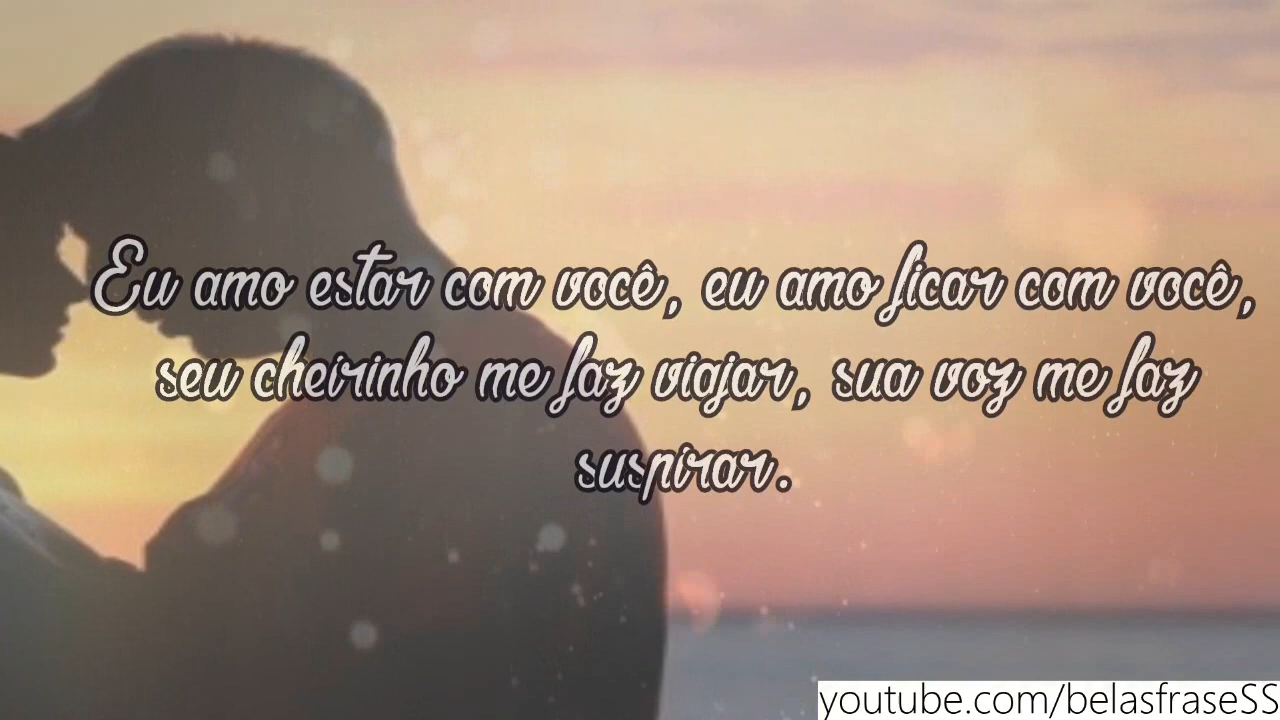 Eu amo estar com você, eu amo ficar com você,
seu cheirinho me faz viajar, sua voz me faz
suspirar.
youtube.com/belasfraseSS